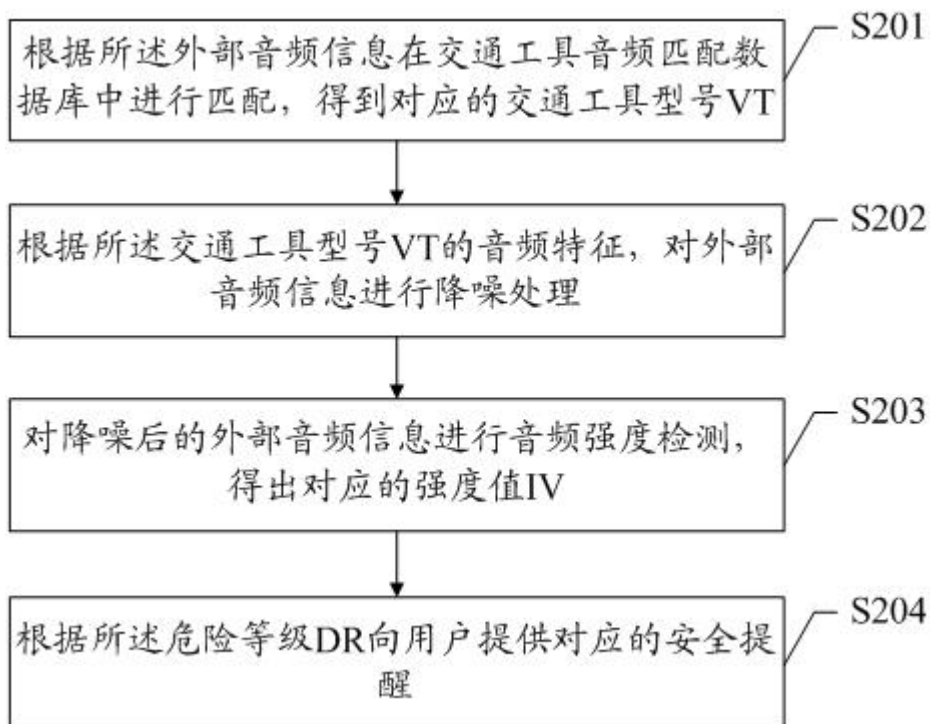 根据所述外部音频信息在交通工具音频匹配数
据库中进行匹配，得到对应的交通工具型号VT
S201
根据所述交通工具型号VT的音频特征，对外部
音频信息进行降噪处理
S202
对降噪后的外部音频信息进行音频强度检测，
得出对应的强度值IV
S203
根据所述危险等级DR向用户提供对应的安全提
醒
S204